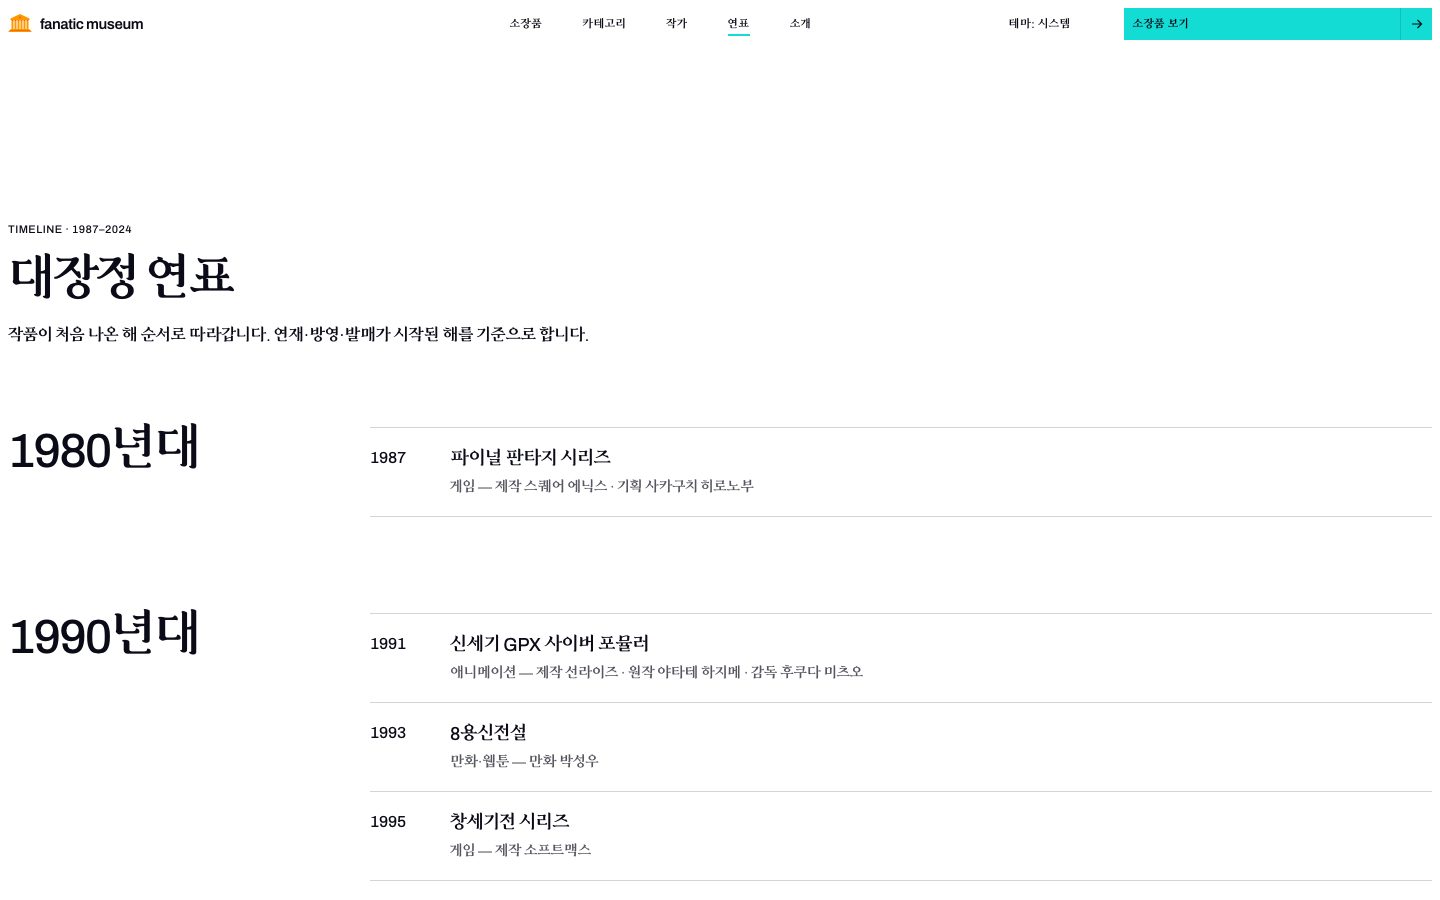 fanatic museum
소장품
카테고리
작가
연표
소개
테마: 시스템
소장품 보기 →
TIMELINE · 1987–2024
대장정 연표
작품이 처음 나온 해 순서로 따라갑니다. 연재·방영·발매가 시작된 해를 기준으로 합니다.
1980년대
1987 파이널 판타지 시리즈
게임 — 제작 스퀘어 에닉스 · 기획 사카구치 히로노부
1990년대
1991 신세기 GPX 사이버 포뮬러
애니메이션 — 제작 선라이즈 · 원작 야타테 하지메 · 감독 후쿠다 미츠오
1993 8용신전설
만화·웹툰 — 만화 박성우
1995 창세기전 시리즈
게임 — 제작 소프트맥스